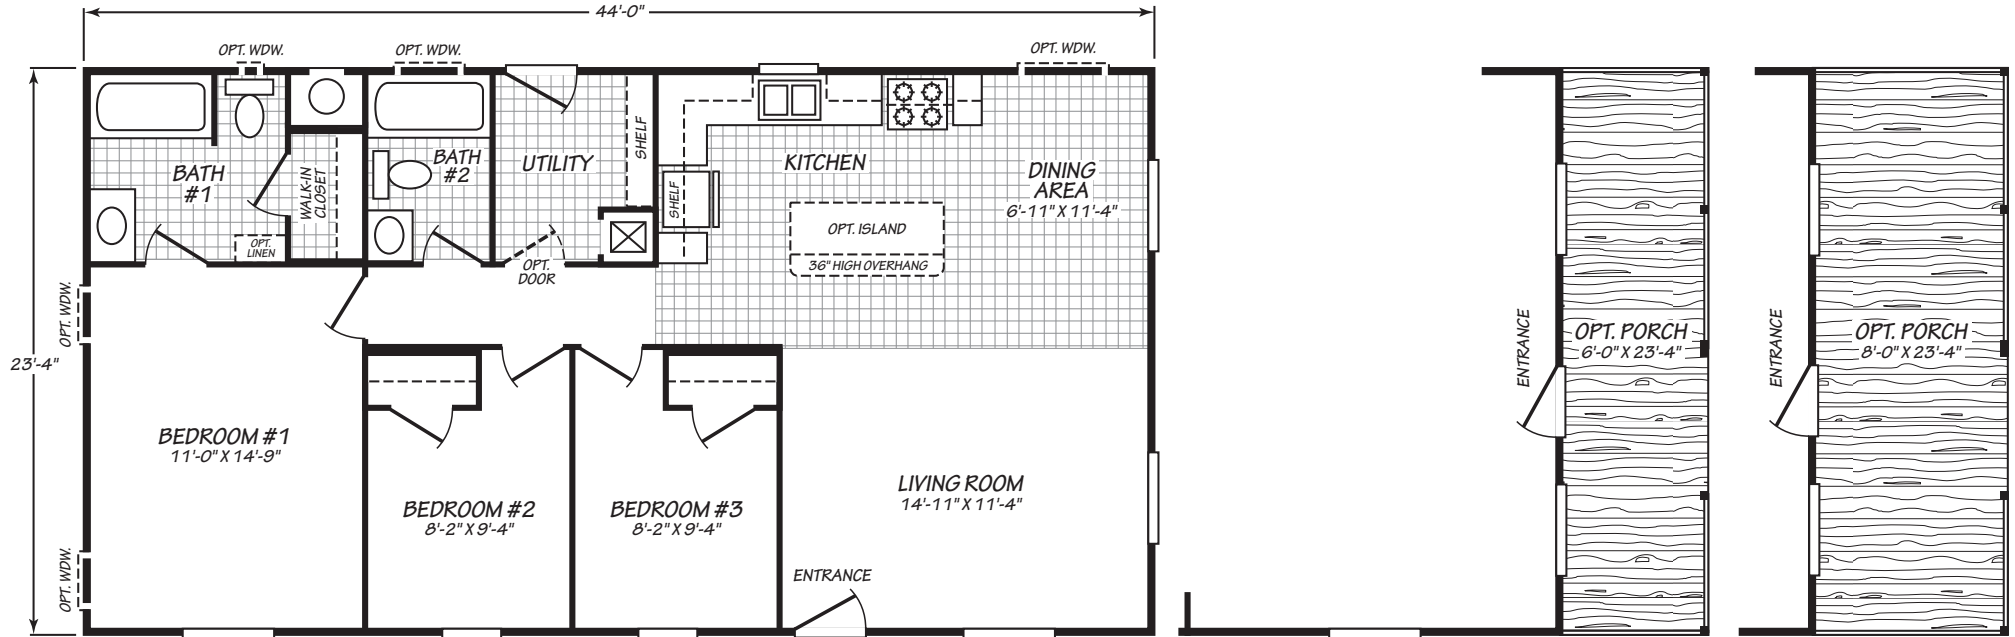 44'-0"
OPT. WDW.
OPT. WDW.
OPT. WDW.
BATH
#1
WALK-IN
CLOSET
OPT.
LINEN
BATH
#2
UTILITY
SHELF
OPT.
DOOR
SHELF
KITCHEN
OPT. ISLAND
36" HIGH OVERHANG
DINING
AREA
6'-11" X 11'-4"
OPT. WDW.
23'-4"
OPT. WDW.
BEDROOM #1
11'-0" X 14'-9"
BEDROOM #2
8'-2" X 9'-4"
BEDROOM #3
8'-2" X 9'-4"
LIVING ROOM
14'-11" X 11'-4"
ENTRANCE
ENTRANCE
OPT. PORCH
6'-0" X 23'-4"
ENTRANCE
OPT. PORCH
8'-0" X 23'-4"